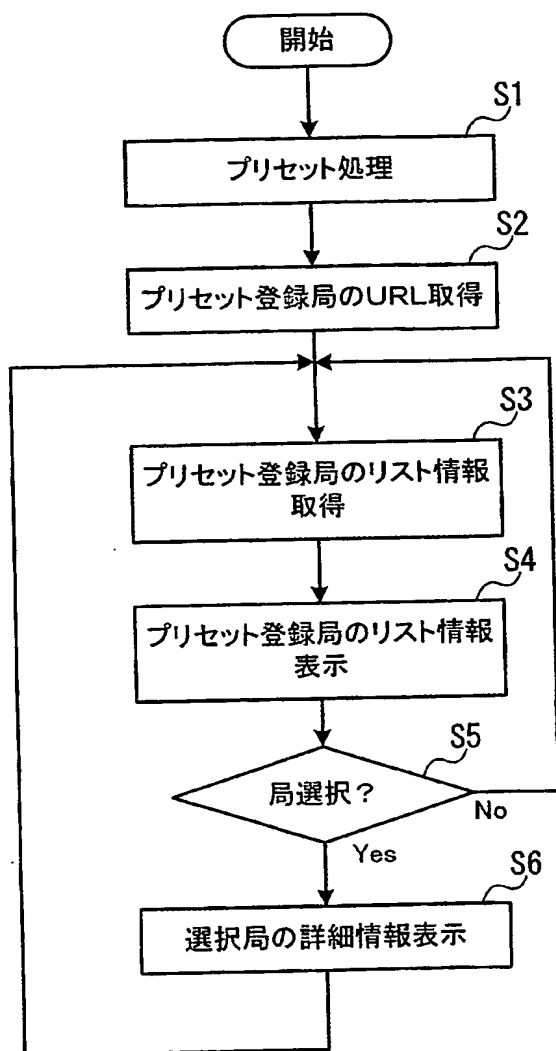 開始
S1
プリセット処理
S2
プリセット登録局のURL取得
S3
プリセット登録局のリスト情報
取得
S4
プリセット登録局のリスト情報
表示
S5
局選択?
No
Yes
S6
選択局の詳細情報表示